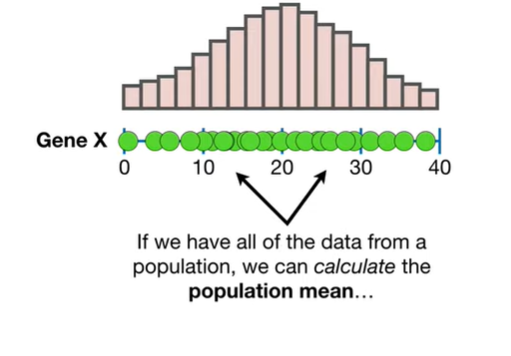 Gene X
0 10 20 30 40
If we have all of the data from a
population, we can calculate the
population mean…